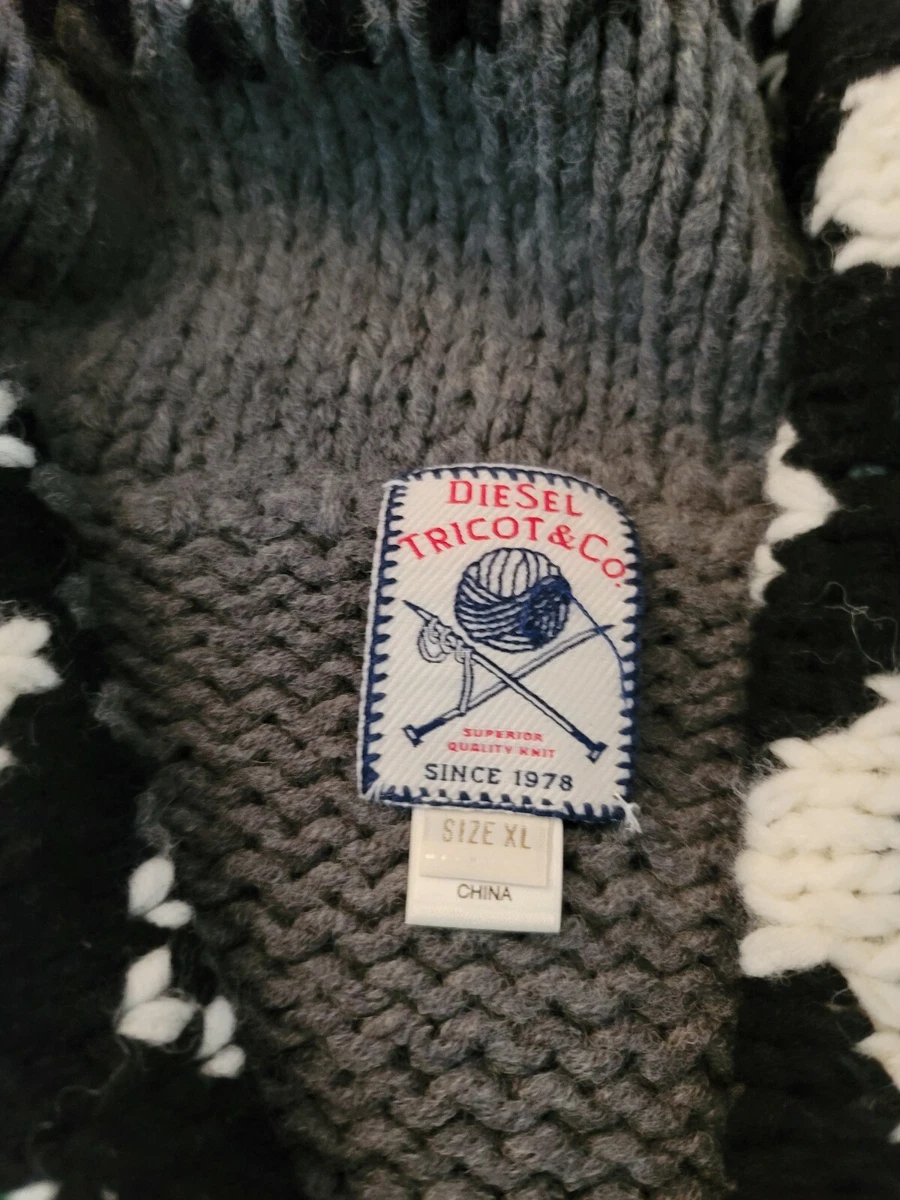 DIESEL
TRICOT & CO.
SUPERIOR
QUALITY KNIT
SINCE 1978
SIZE XL
CHINA